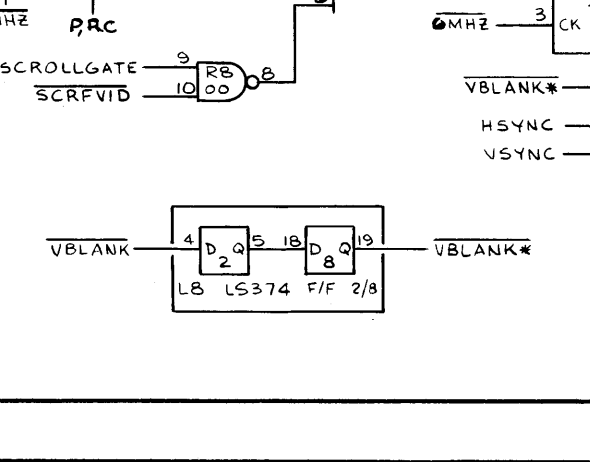 MHZ
P,RC
6MHZ 3 CK
SCROLLGATE 9 R8 8
SCRFVID 10 00
VBLANK*
HSYNC
VSYNC
VBLANK 4 D Q 5 18 D Q 19 VBLANK*
2 8
L8 LS374 F/F 2/8